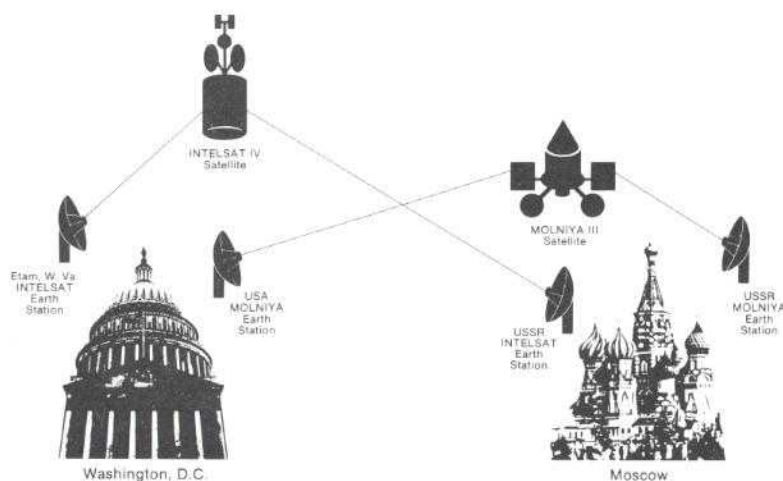 INTELSAT IV
Satellite
MOLNIYA III
Satellite
Etam, W. Va.
INTELSAT
Earth
Station
USA
MOLNIYA
Earth
Station
USSR
INTELSAT
Earth
Station
USSR
MOLNIYA
Earth
Station
Washington, D.C.
Moscow